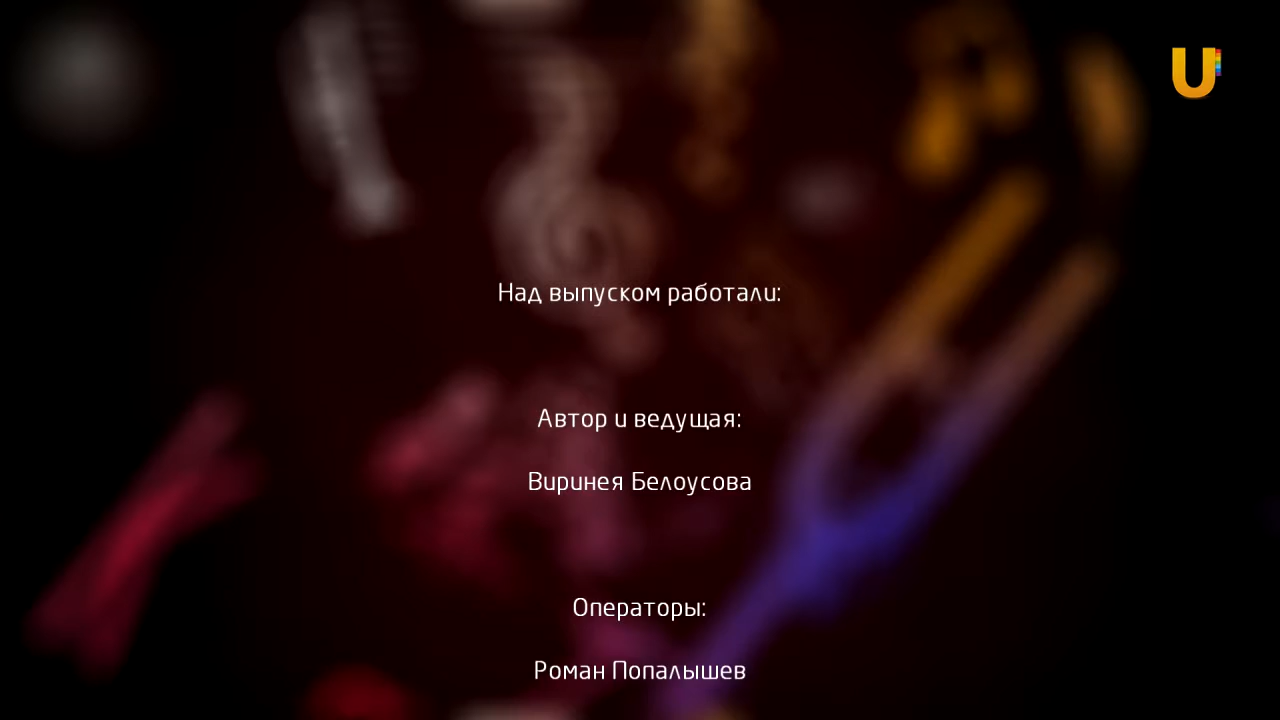 U
Над выпуском работали:
Автор и ведущая:
Виринея Белоусова
Операторы:
Роман Попалышев